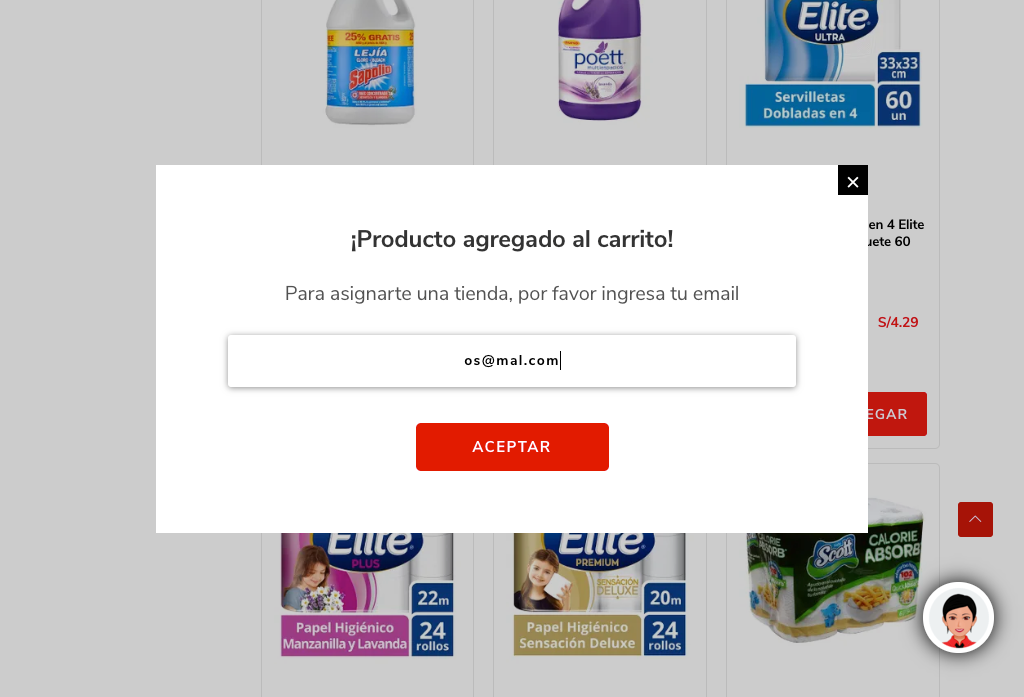 25% GRATIS
LEJÍA
Sapolio
poett
Elite
ULTRA
33x33
cm
Servilletas
Dobladas en 4
60
un
¡Producto agregado al carrito!
en 4 Elite
uete 60
Para asignarte una tienda, por favor ingresa tu email
S/4.29
os@mal.com
EGAR
ACEPTAR
Elite
PLUS
22m
Papel Higiénico
Manzanilla y Lavanda
24
rollos
Elite
PREMIUM
SENSACIÓN
DELUXE
20m
Papel Higiénico
Sensación Deluxe
24
rollos
Scott
CALORIE
ABSORB